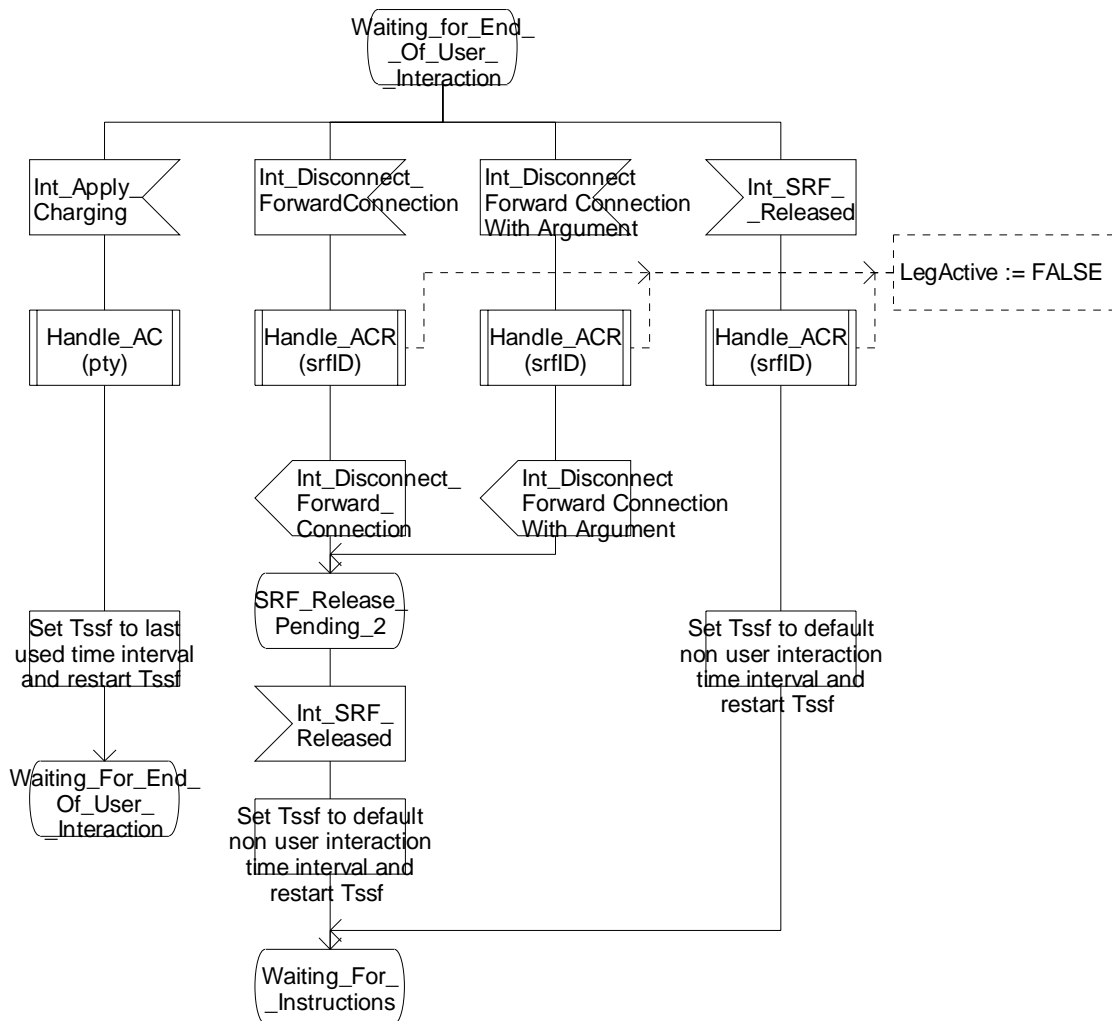 Waiting_for_End_
_Of_User_
_Interaction
Int_Apply_
Charging
Int_Disconnect_
ForwardConnection
Int_Disconnect
Forward Connection
With Argument
Int_SRF_
_Released
LegActive := FALSE
Handle_AC
(pty)
Handle_ACR
(srfID)
Handle_ACR
(srfID)
Handle_ACR
(srfID)
Int_Disconnect_
Forward_
Connection
Int_Disconnect
Forward Connection
With Argument
SRF_Release_
Pending_2
Set Tssf to last
used time interval
and restart Tssf
Set Tssf to default
non user interaction
time interval and
restart Tssf
Int_SRF_
Released
Waiting_For_End_
_Of_User_
_Interaction
Set Tssf to default
non user interaction
time interval and
restart Tssf
Waiting_For_
_Instructions